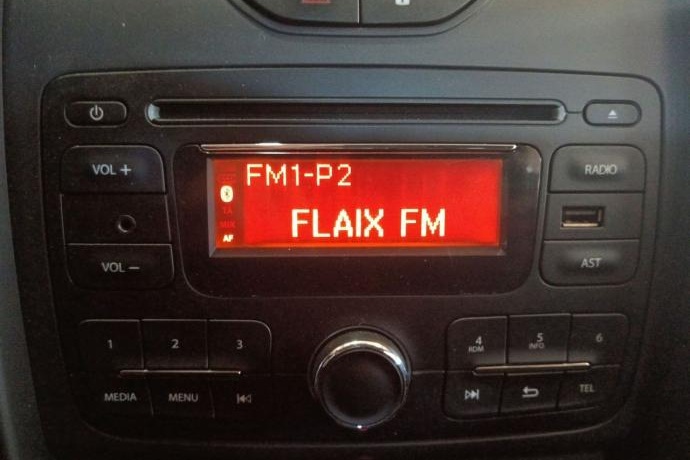 VOL +
FM1-P2
RADIO
FLAIX FM
AF
VOL −
AST
1 2 3
4 5 6
RDM INFO
MEDIA MENU
TEL